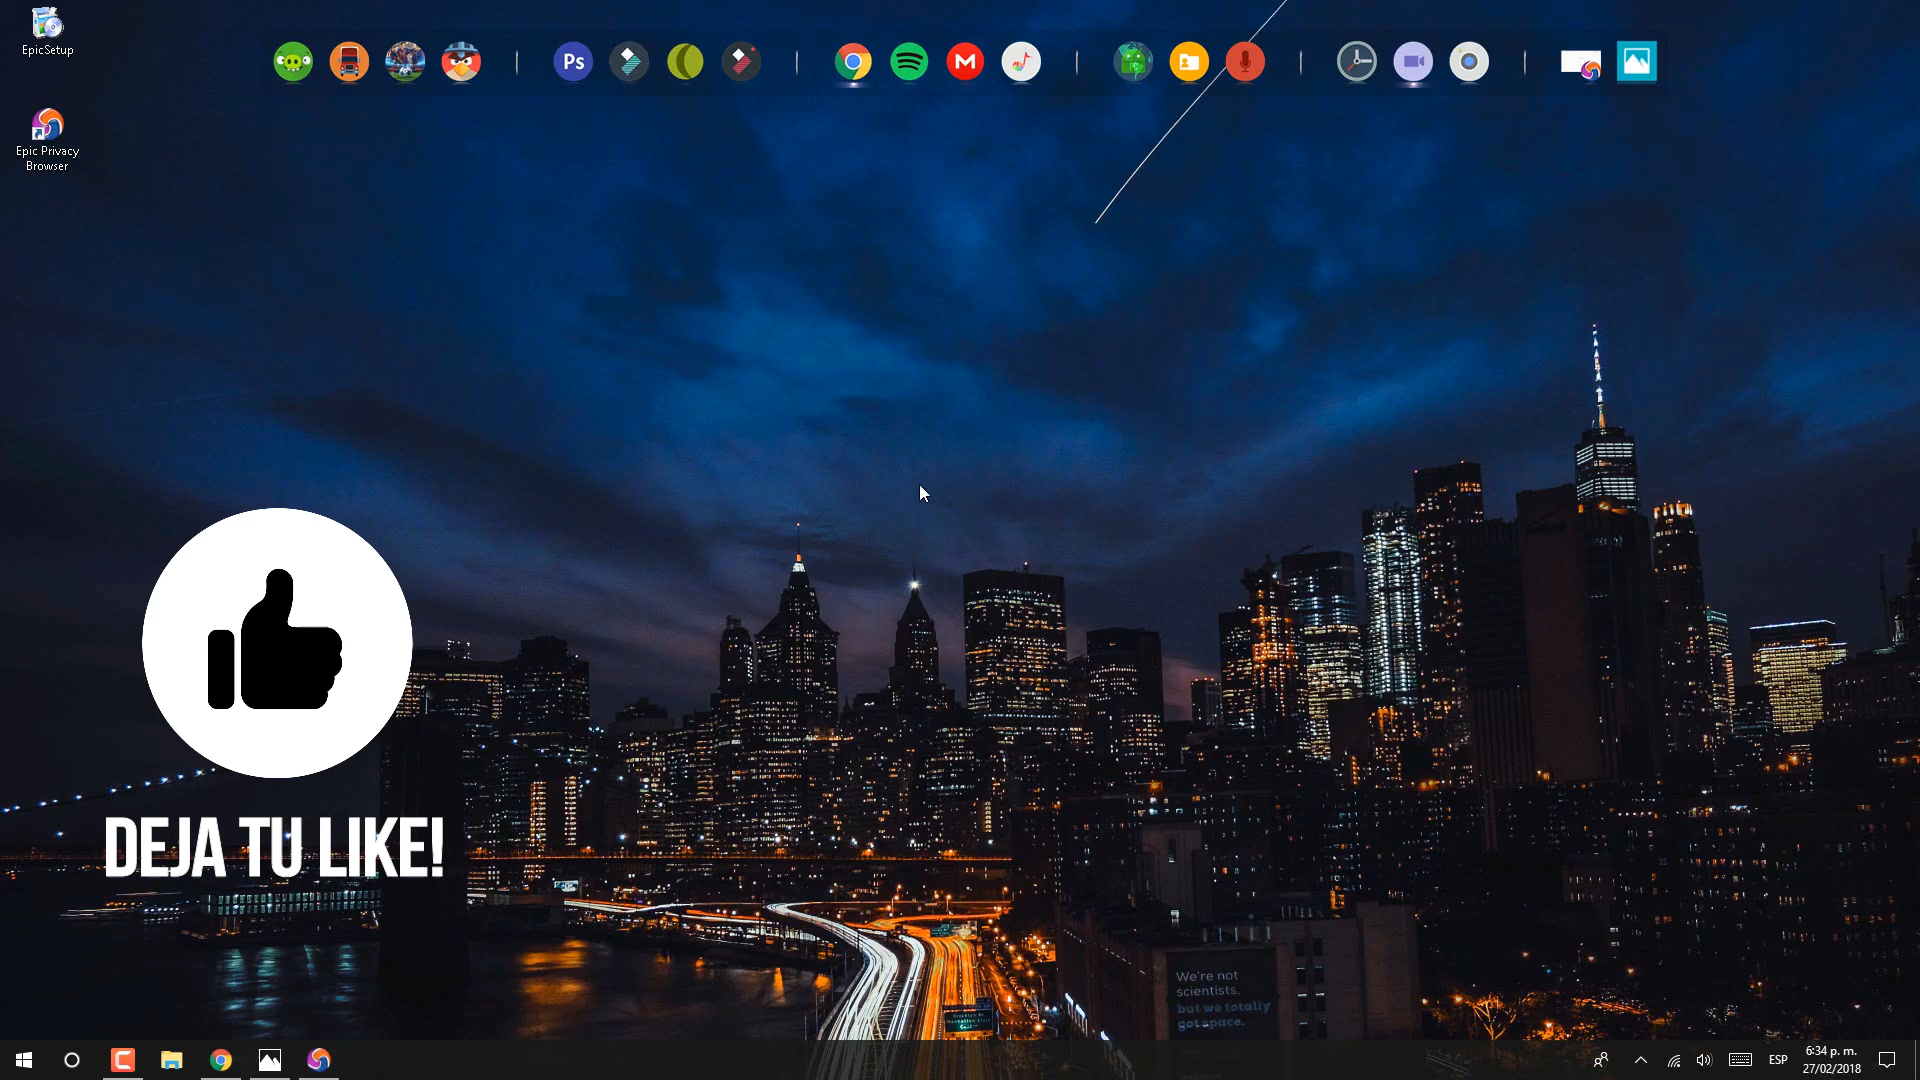 EpicSetup
Epic Privacy
Browser
Ps
M
DEJA TU LIKE!
We're not
scientists.
but we totally
got space.
ESP
6:34 p. m.
27/02/2018